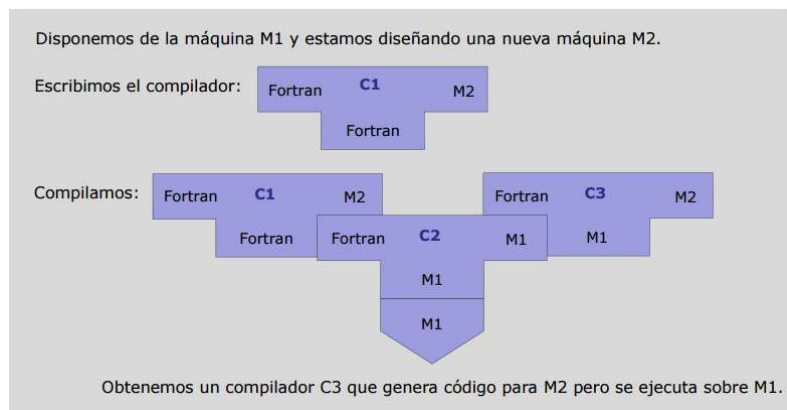 Disponemos de la máquina M1 y estamos diseñando una nueva máquina M2.
Escribimos el compilador:
Fortran C1 M2
Fortran
Compilamos:
Fortran C1 M2
Fortran C3 M2
Fortran
Fortran C2 M1
M1
M1
M1
Obtenemos un compilador C3 que genera código para M2 pero se ejecuta sobre M1.